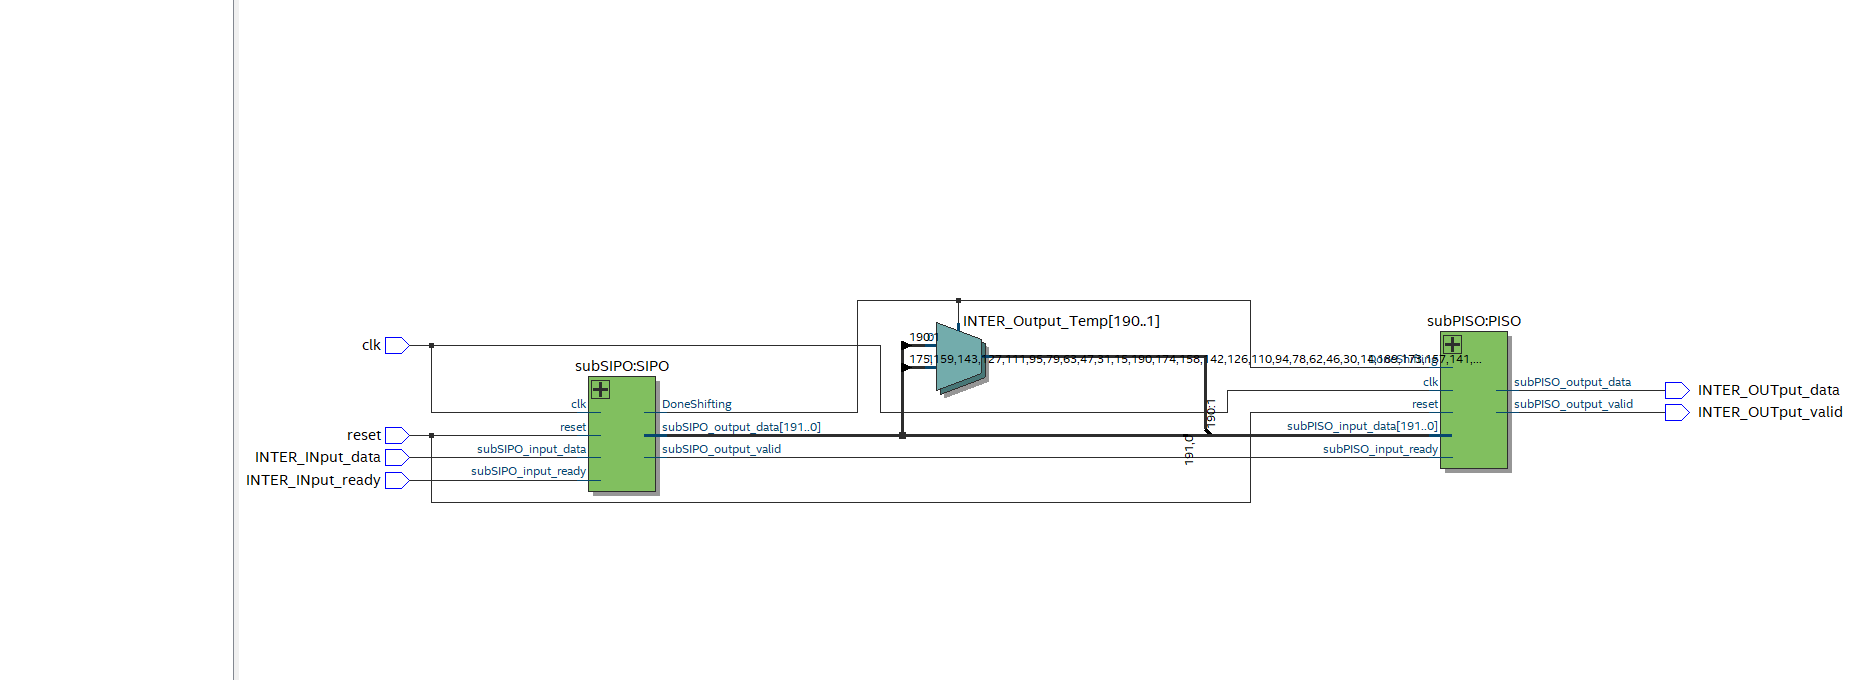 INTER_Output_Temp[190..1]
subPISO:PISO
190:1
clk
175,159,143,127,111,95,79,63,47,31,15,190,174,158,142,126,110,94,78,62,46,30,14,189,173,157,141,...
DoneShifting
subSIPO:SIPO
clk
subPISO_output_data
INTER_OUTput_data
clk
DoneShifting
reset
subPISO_output_valid
INTER_OUTput_valid
190:1
reset
reset
subSIPO_output_data[191..0]
subPISO_input_data[191..0]
191,0
INTER_INput_data
subSIPO_input_data
subSIPO_output_valid
subPISO_input_ready
INTER_INput_ready
subSIPO_input_ready